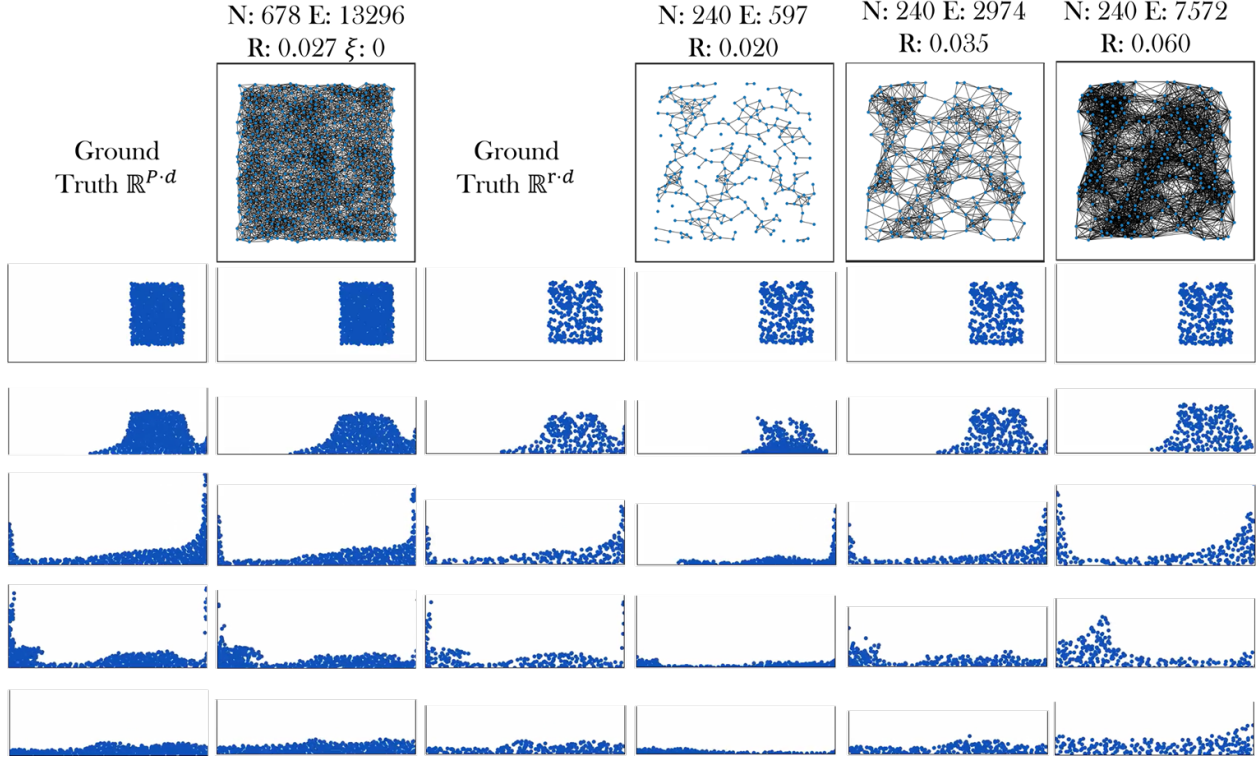 N: 678 E: 13296
R: 0.027 ξ: 0
N: 240 E: 597
R: 0.020
N: 240 E: 2974
R: 0.035
N: 240 E: 7572
R: 0.060
Ground
Truth ℝ^{P·d}
Ground
Truth ℝ^{r·d}